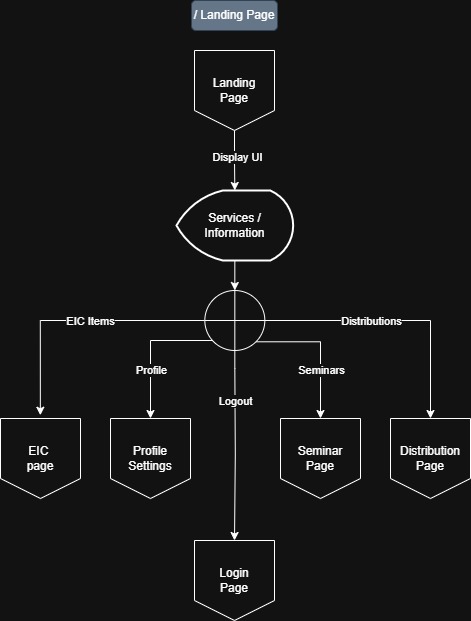 / Landing Page
Landing
Page
Display UI
Services /
Information
EIC Items
Distributions
Profile
Seminars
Logout
EIC
page
Profile
Settings
Seminar
Page
Distribution
Page
Login
Page